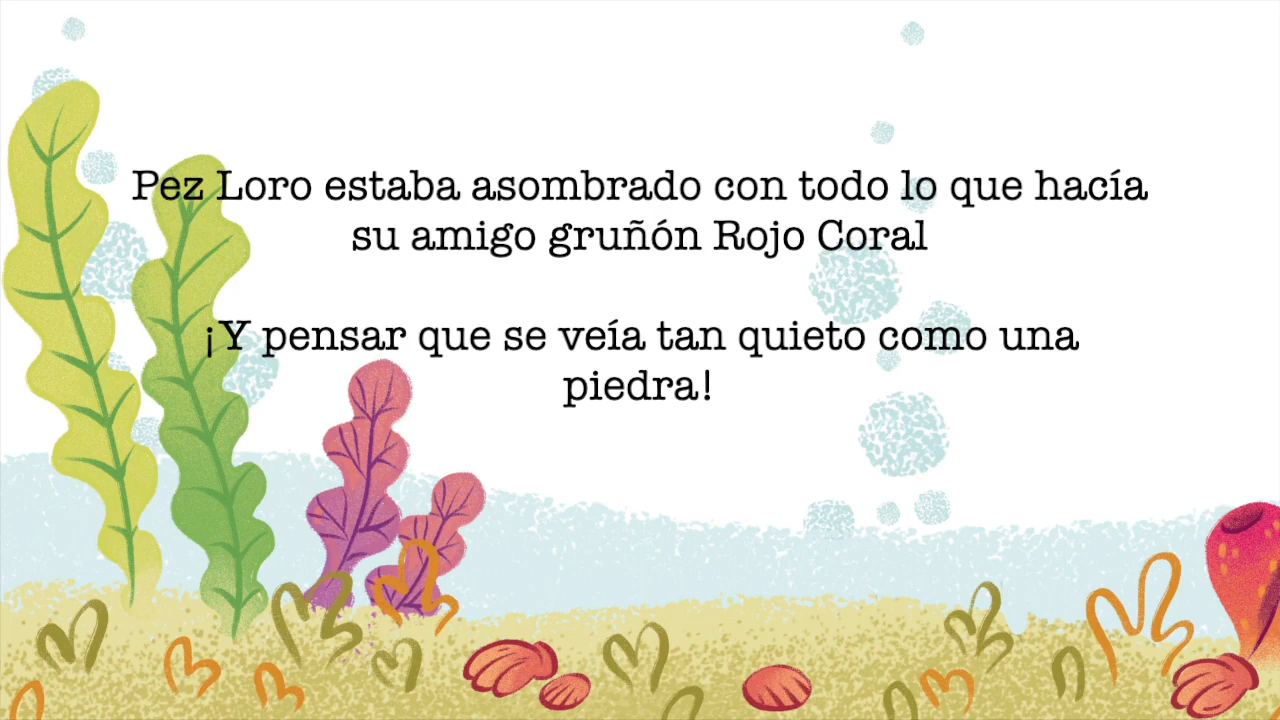 Pez Loro estaba asombrado con todo lo que hacía
su amigo gruñón Rojo Coral
¡Y pensar que se veía tan quieto como una
piedra!